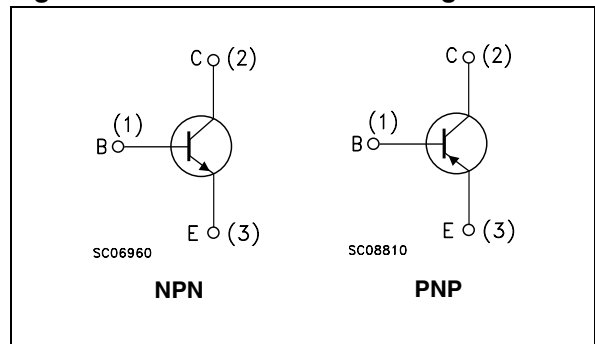 C (2)
(1)
B
E (3)
SC06960
NPN
C (2)
(1)
B
E (3)
SC08810
PNP